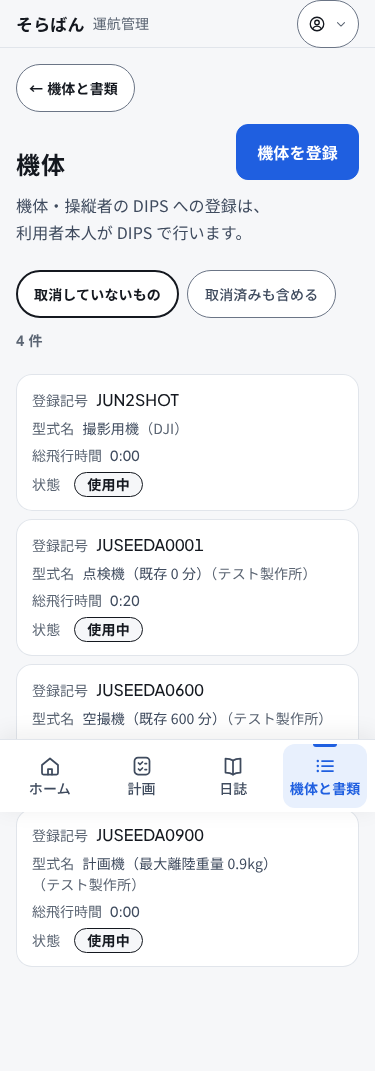 そらばん 運航管理
← 機体と書類
機体
機体を登録
機体・操縦者の DIPS への登録は、
利用者本人が DIPS で行います。
取消していないもの 取消済みも含める
4 件
登録記号 JUN2SHOT
型式名 撮影用機（DJI）
総飛行時間 0:00
状態 使用中
登録記号 JUSEEDA0001
型式名 点検機（既存 0 分）（テスト製作所）
総飛行時間 0:20
状態 使用中
登録記号 JUSEEDA0600
型式名 空撮機（既存 600 分）（テスト製作所）
ホーム 計画 日誌 機体と書類
登録記号 JUSEEDA0900
型式名 計画機（最大離陸重量 0.9kg）
（テスト製作所）
総飛行時間 0:00
状態 使用中